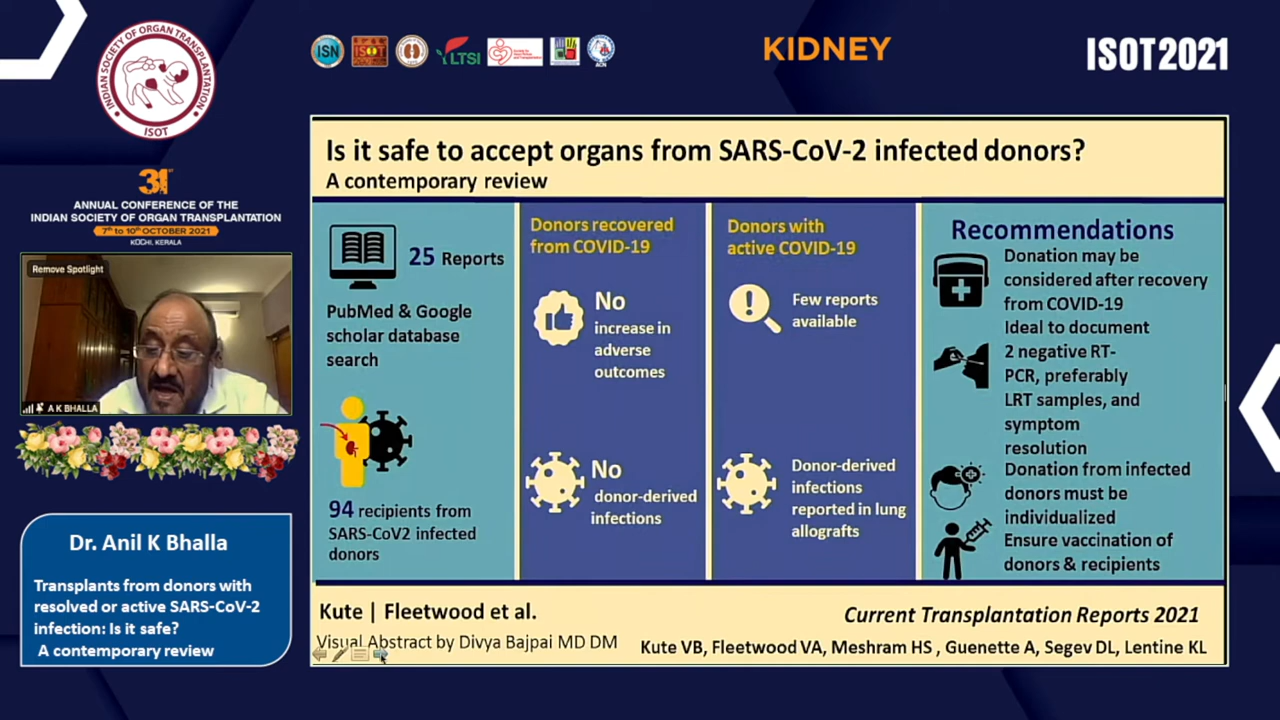 INDIAN SOCIETY OF ORGAN TRANSPLANTATION
ISOT
31st
ANNUAL CONFERENCE OF THE
INDIAN SOCIETY OF ORGAN TRANSPLANTATION
7th to 10th OCTOBER 2021
KOCHI, KERALA
Remove Spotlight
A K BHALLA
Dr. Anil K Bhalla
Transplants from donors with
resolved or active SARS-CoV-2
infection: Is it safe?
A contemporary review
ISN
ISOT
LTSI
ACN
KIDNEY
ISOT2021
Is it safe to accept organs from SARS-CoV-2 infected donors?
A contemporary review
25 Reports
PubMed & Google
scholar database
search
94 recipients from
SARS-CoV2 infected
donors
Donors recovered
from COVID-19
No
increase in
adverse
outcomes
No
donor-derived
infections
Donors with
active COVID-19
Few reports
available
Donor-derived
infections
reported in lung
allografts
Recommendations
Donation may be
considered after recovery
from COVID-19
Ideal to document
2 negative RT-
PCR, preferably
LRT samples, and
symptom
resolution
Donation from infected
donors must be
individualized
Ensure vaccination of
donors & recipients
Kute | Fleetwood et al.
Visual Abstract by Divya Bajpai MD DM
Current Transplantation Reports 2021
Kute VB, Fleetwood VA, Meshram HS , Guenette A, Segev DL, Lentine KL